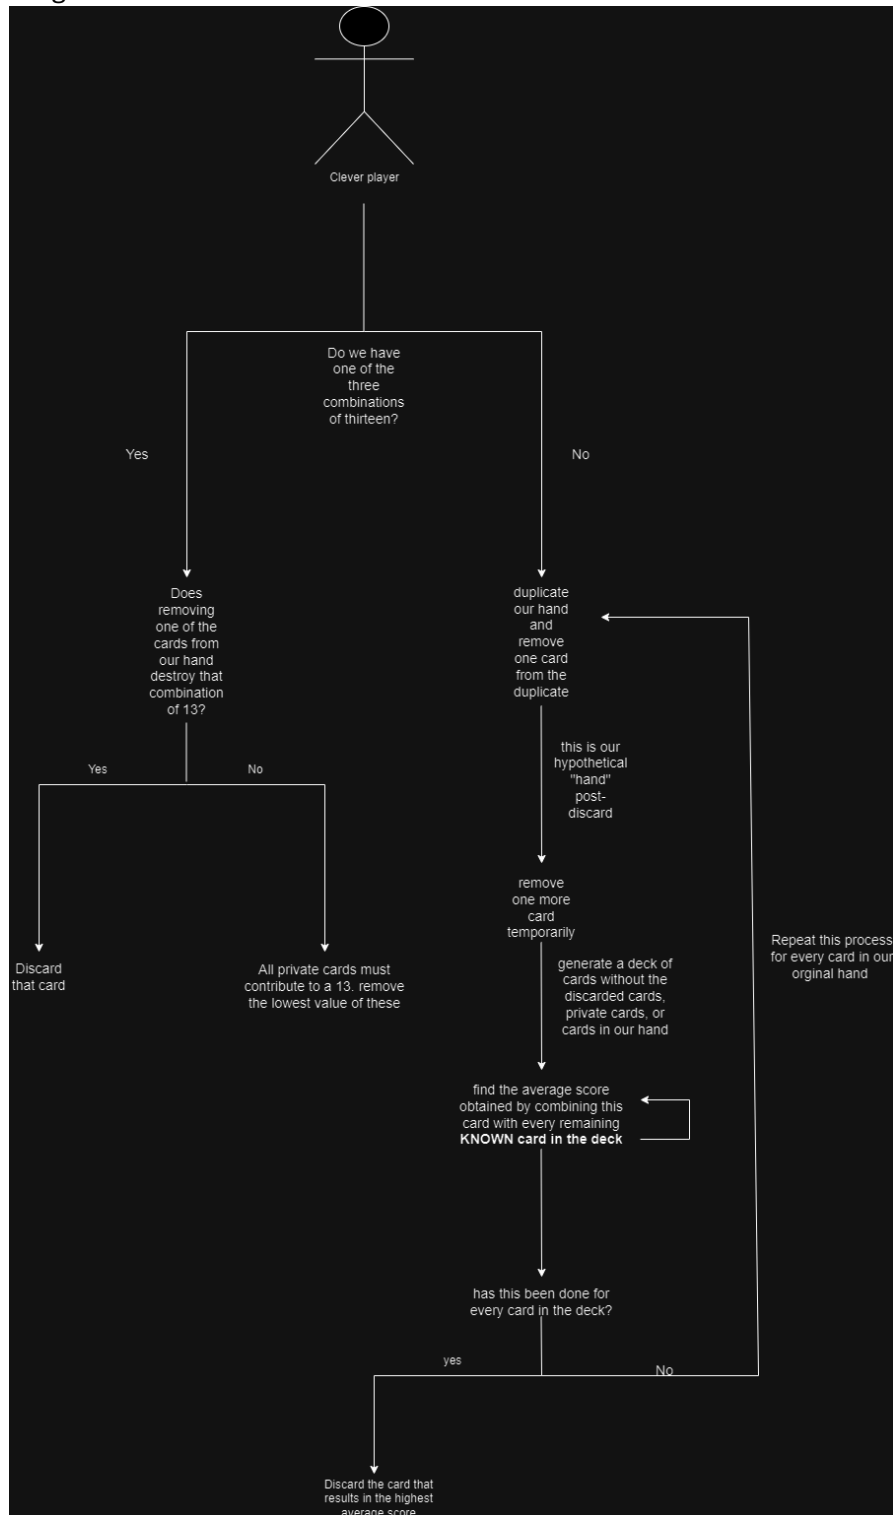 Clever player
Do we have
one of the
three
combinations
of thirteen?
Yes
No
Does
removing
one of the
cards from
our hand
destroy that
combination
of 13?
duplicate
our hand
and
remove
one card
from the
duplicate
this is our
hypothetical
"hand"
post-
discard
Yes
No
remove
one more
card
temporarily
Discard
that card
All private cards must
contribute to a 13. remove
the lowest value of these
generate a deck of
cards without the
discarded cards,
private cards, or
cards in our hand
Repeat this process
for every card in our
orginal hand
find the average score
obtained by combining this
card with every remaining
KNOWN card in the deck
has this been done for
every card in the deck?
yes
No
Discard the card that
results in the highest
average score